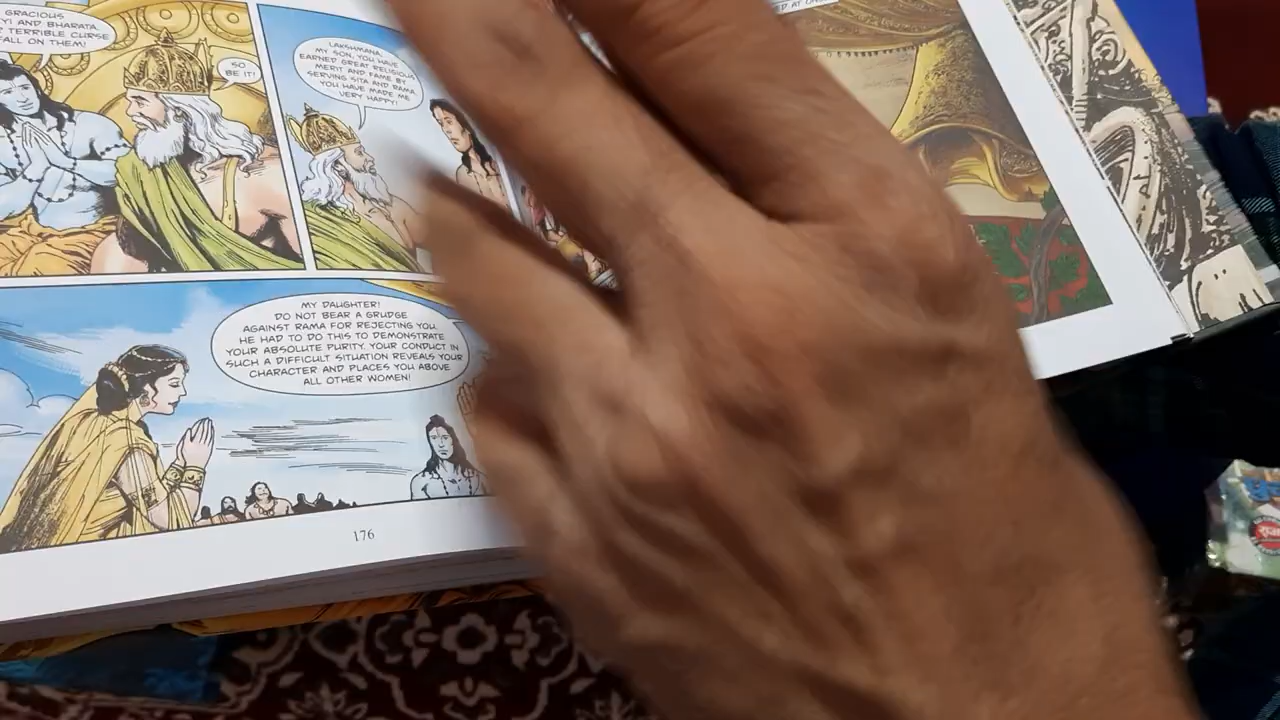 GRACIOUS
YI AND BHARATA.
TERRIBLE CURSE
FALL ON THEM!
SO
BE IT!
LAKSHMANA,
MY SON, YOU HAVE
EARNED GREAT RELIGIOUS
MERIT AND FAME BY
SERVING SITA AND RAMA.
YOU HAVE MADE ME
VERY HAPPY!
MY DAUGHTER!
DO NOT BEAR A GRUDGE
AGAINST RAMA FOR REJECTING YOU.
HE HAD TO DO THIS TO DEMONSTRATE
YOUR ABSOLUTE PURITY. YOUR CONDUCT IN
SUCH A DIFFICULT SITUATION REVEALS YOUR
CHARACTER AND PLACES YOU ABOVE
ALL OTHER WOMEN!
176